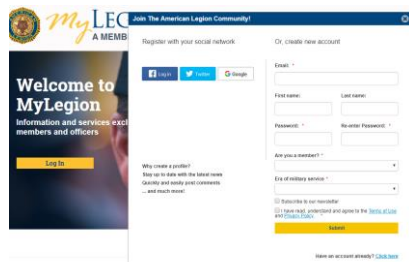 MyLEG
A MEMB
Welcome to
MyLegion
Information and services excl
members and officers
Log In
Join The American Legion Community!
Register with your social network
Log in
Twitter
Google
Why create a profile?
Stay up to date with the latest news
Quickly and easily post comments
... and much more!
Or, create new account
Email: *
First name:
Last name:
Password: *
Re-enter Password: *
Are you a member? *
Era of military service *
Subscribe to our newsletter
I have read, understand and agree to the Terms of Use
and Privacy Policy
Submit
Have an account already? Click here